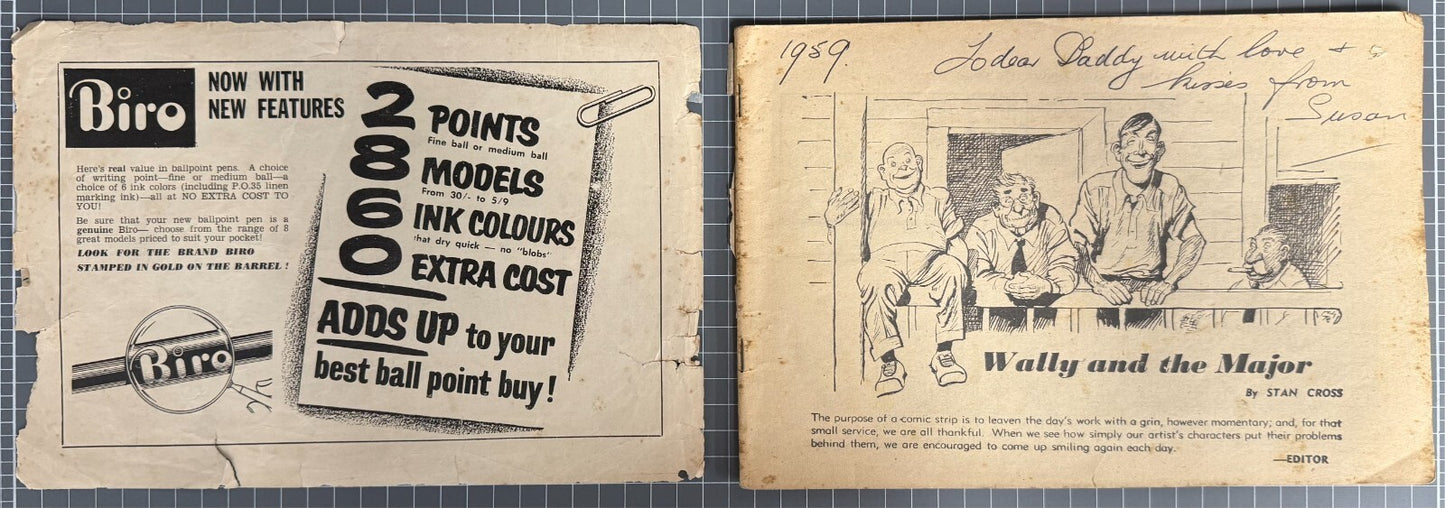 Biro
NOW WITH
NEW FEATURES
Here's real value in ballpoint pens. A choice
of writing point—fine or medium ball—a
choice of 6 ink colors (including P.O.35 linen
marking ink)—all at NO EXTRA COST TO
YOU!
Be sure that your new ballpoint pen is a
genuine Biro— choose from the range of 8
great models priced to suit your pocket!
LOOK FOR THE BRAND BIRO
STAMPED IN GOLD ON THE BARREL!
Biro
2 POINTS
Fine ball or medium ball
8 MODELS
From 30/- to 5/9
6 INK COLOURS
that dry quick — no "blobs"
0 EXTRA COST
ADDS UP to your
best ball point buy!
1959.
To dear Daddy with love +
kisses from
Susan
Wally and the Major
By STAN CROSS
The purpose of a comic strip is to leaven the day's work with a grin, however momentary; and, for that
small service, we are all thankful. When we see how simply our artist's characters put their problems
behind them, we are encouraged to come up smiling again each day.
—EDITOR